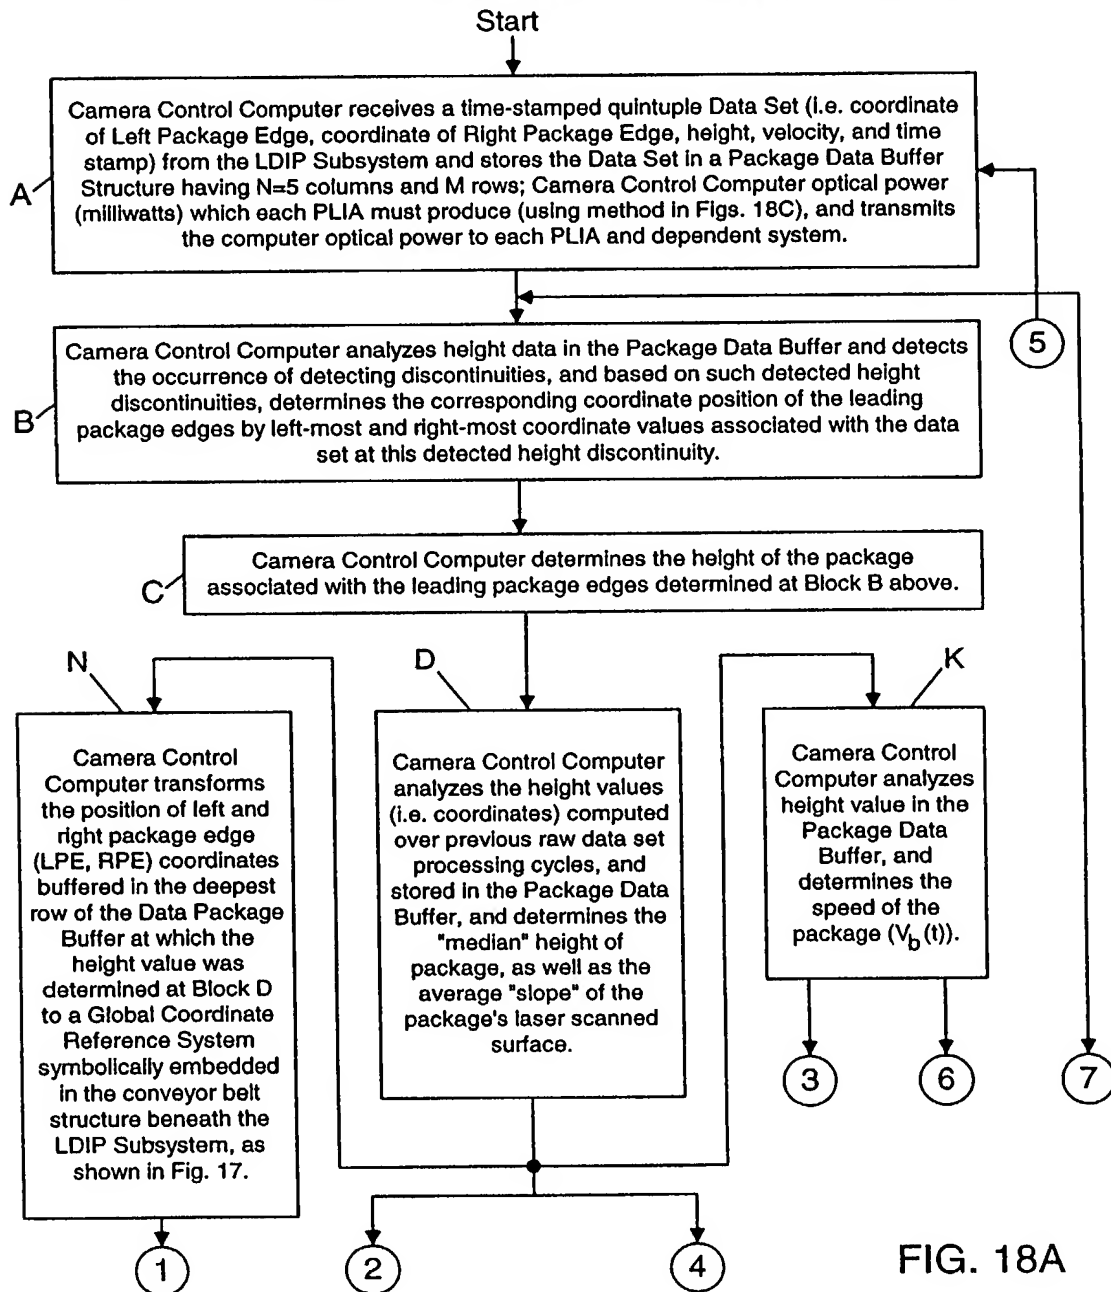 Start
A
Camera Control Computer receives a time-stamped quintuple Data Set (i.e. coordinate
of Left Package Edge, coordinate of Right Package Edge, height, velocity, and time
stamp) from the LDIP Subsystem and stores the Data Set in a Package Data Buffer
Structure having N=5 columns and M rows; Camera Control Computer optical power
(milliwatts) which each PLIA must produce (using method in Figs. 18C), and transmits
the computer optical power to each PLIA and dependent system.
5
B
Camera Control Computer analyzes height data in the Package Data Buffer and detects
the occurrence of detecting discontinuities, and based on such detected height
discontinuities, determines the corresponding coordinate position of the leading
package edges by left-most and right-most coordinate values associated with the data
set at this detected height discontinuity.
C
Camera Control Computer determines the height of the package
associated with the leading package edges determined at Block B above.
N
Camera Control
Computer transforms
the position of left and
right package edge
(LPE, RPE) coordinates
buffered in the deepest
row of the Data Package
Buffer at which the
height value was
determined at Block D
to a Global Coordinate
Reference System
symbolically embedded
in the conveyor belt
structure beneath the
LDIP Subsystem, as
shown in Fig. 17.
D
Camera Control Computer
analyzes the height values
(i.e. coordinates) computed
over previous raw data set
processing cycles, and
stored in the Package Data
Buffer, and determines the
"median" height of
package, as well as the
average "slope" of the
package's laser scanned
surface.
K
Camera Control
Computer analyzes
height value in the
Package Data
Buffer, and
determines the
speed of the
package (V_b(t)).
3
6
7
1
2
4
FIG. 18A